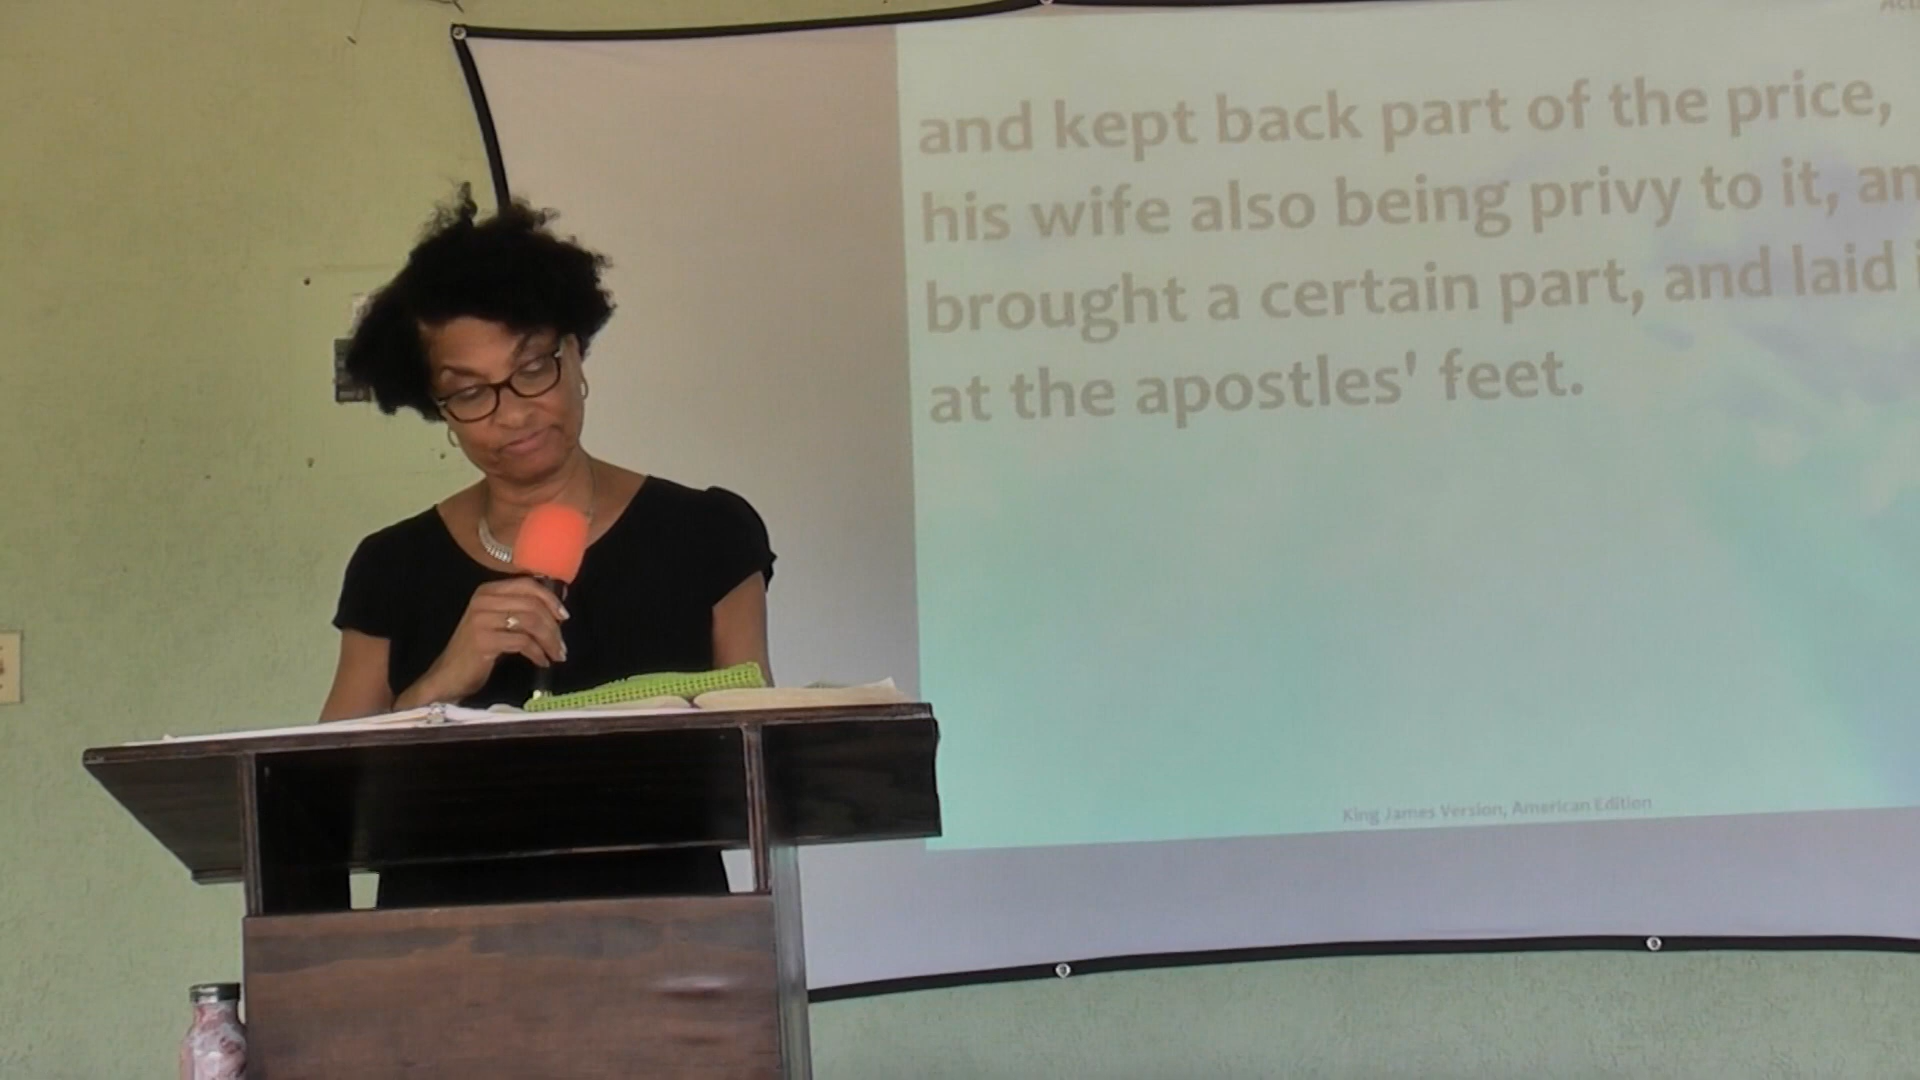 and kept back part of the price,
his wife also being privy to it,
brought a certain part, and laid
at the apostles' feet.
King James Version, American Edition